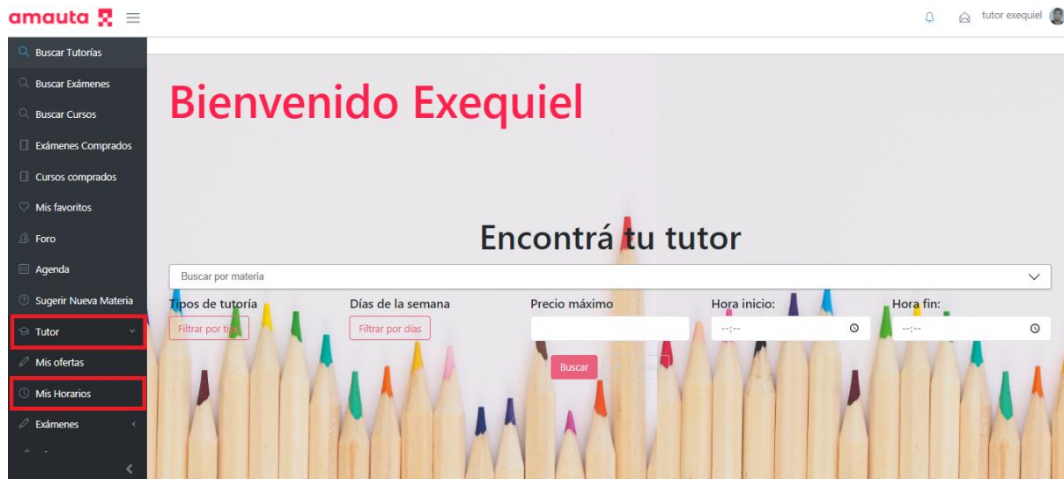 amauta
tutor exequiel
Buscar Tutorías
Buscar Exámenes
Buscar Cursos
Exámenes Comprados
Cursos comprados
Mis favoritos
Foro
Agenda
Sugerir Nueva Materia
Tutor
Mis ofertas
Mis Horarios
Exámenes
Bienvenido Exequiel
Encontrá tu tutor
Buscar por materia
Tipos de tutoría
Días de la semana
Precio máximo
Hora inicio:
Hora fin:
Filtrar por tipo
Filtrar por días
--:--
--:--
Buscar